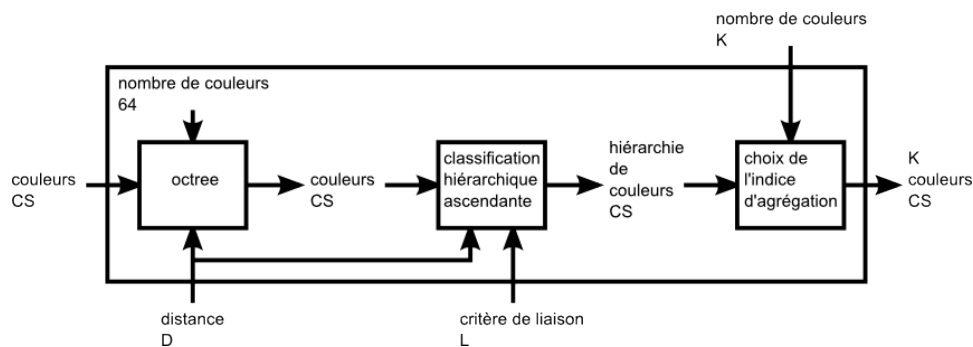 nombre de couleurs
K
nombre de couleurs
64
couleurs
CS
octree
couleurs
CS
classification
hiérarchique
ascendante
hiérarchie
de
couleurs
CS
choix de
l'indice
d'agrégation
K
couleurs
CS
distance
D
critère de liaison
L